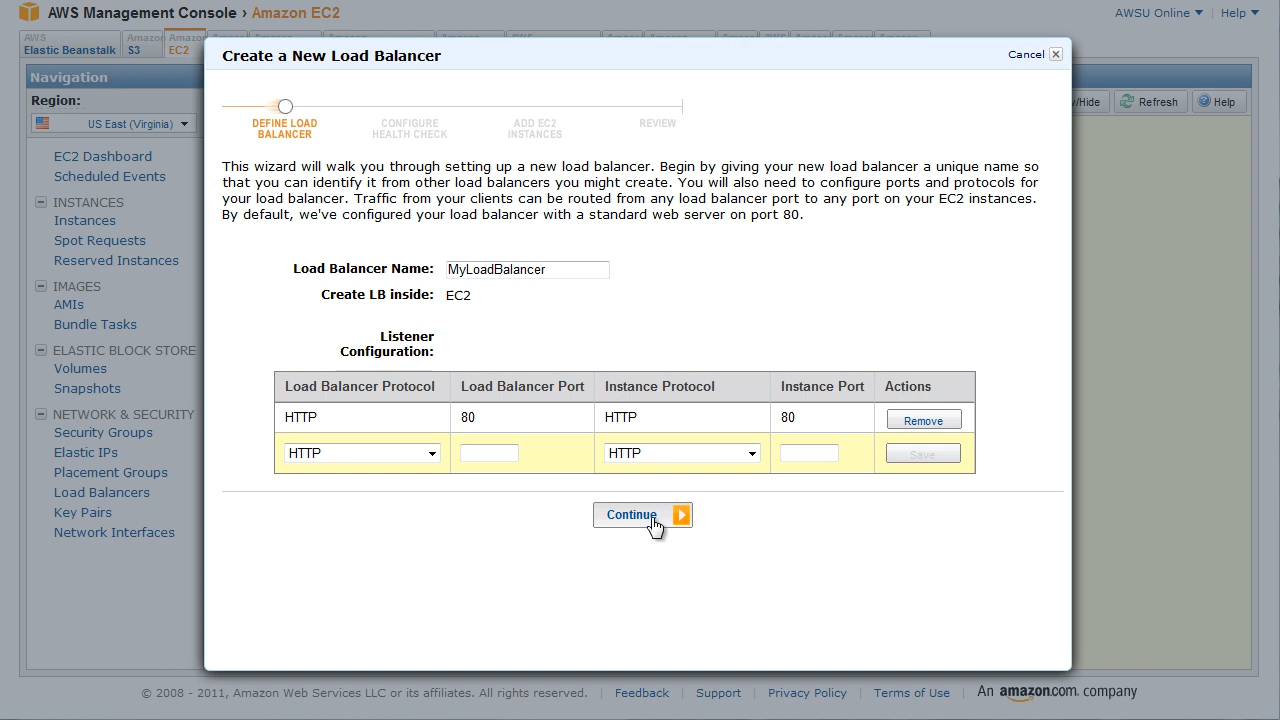 AWS Management Console › Amazon EC2
AWSU Online
Help
AWS
Elastic Beanstalk
Amazon
S3
Amazon
EC2
Navigation
Region:
US East (Virginia)
EC2 Dashboard
Scheduled Events
INSTANCES
Instances
Spot Requests
Reserved Instances
IMAGES
AMIs
Bundle Tasks
ELASTIC BLOCK STORE
Volumes
Snapshots
NETWORK & SECURITY
Security Groups
Elastic IPs
Placement Groups
Load Balancers
Key Pairs
Network Interfaces
/Hide
Refresh
Help
Create a New Load Balancer
Cancel
DEFINE LOAD
BALANCER
CONFIGURE
HEALTH CHECK
ADD EC2
INSTANCES
REVIEW
This wizard will walk you through setting up a new load balancer. Begin by giving your new load balancer a unique name so
that you can identify it from other load balancers you might create. You will also need to configure ports and protocols for
your load balancer. Traffic from your clients can be routed from any load balancer port to any port on your EC2 instances.
By default, we've configured your load balancer with a standard web server on port 80.
Load Balancer Name: MyLoadBalancer
Create LB inside: EC2
Listener
Configuration:
Load Balancer Protocol Load Balancer Port Instance Protocol Instance Port Actions
HTTP 80 HTTP 80 Remove
HTTP HTTP Save
Continue
© 2008 - 2011, Amazon Web Services LLC or its affiliates. All rights reserved. | Feedback | Support | Privacy Policy | Terms of Use | An amazon.com. company